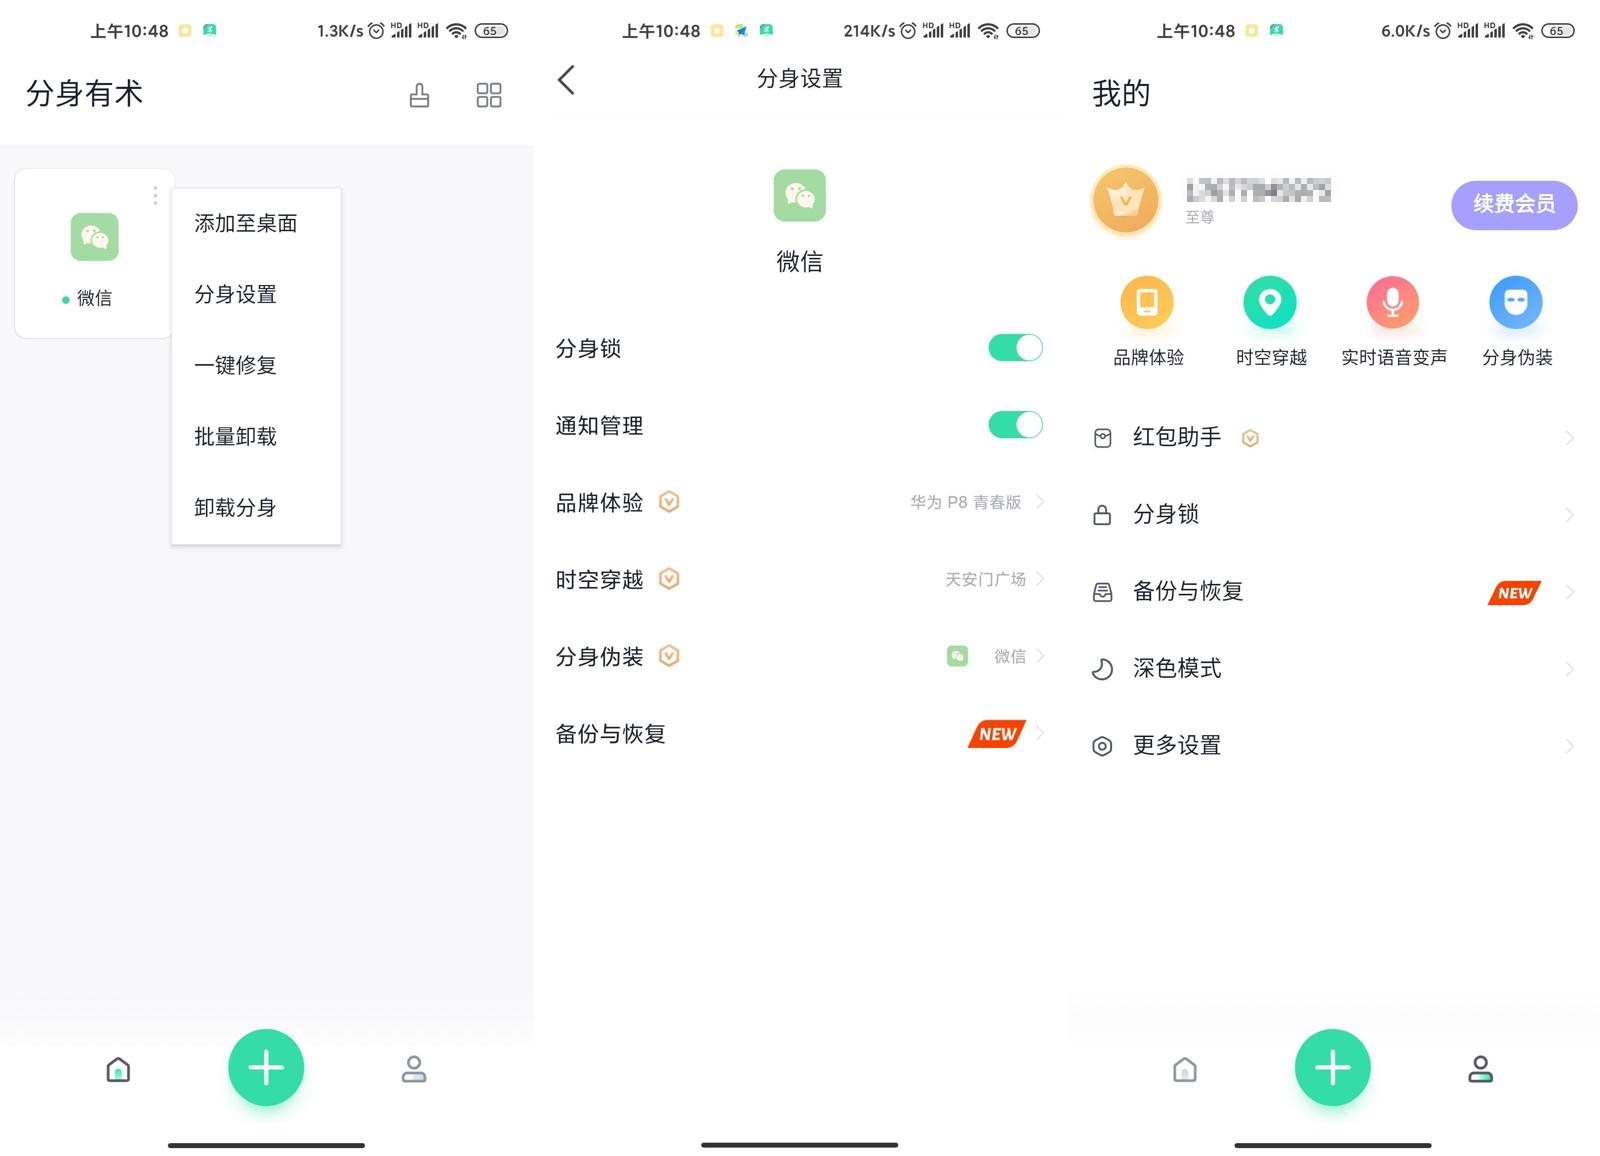 上午10:48 1.3K/s HD HD 65
分身有术
添加至桌面
分身设置
一键修复
批量卸载
卸载分身
微信
上午10:48 214K/s HD HD 65
分身设置
微信
分身锁
通知管理
品牌体验 华为 P8 青春版
时空穿越 天安门广场
分身伪装 微信
备份与恢复 NEW
上午10:48 6.0K/s HD HD 65
我的
至尊
续费会员
品牌体验 时空穿越 实时语音变声 分身伪装
红包助手
分身锁
备份与恢复 NEW
深色模式
更多设置